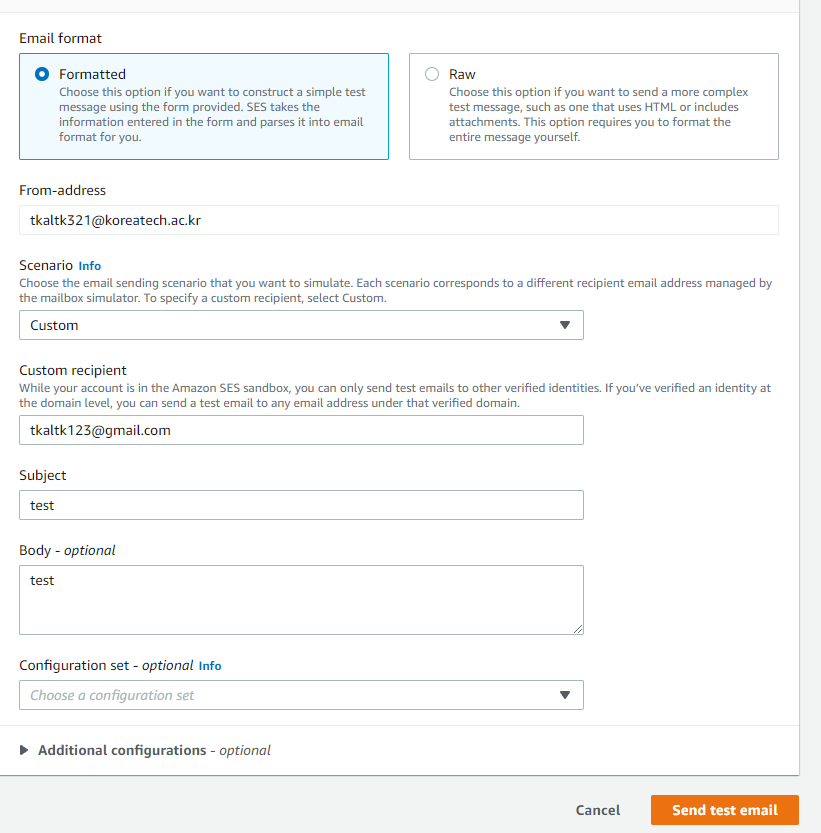 Email format
Formatted
Choose this option if you want to construct a simple test
message using the form provided. SES takes the
information entered in the form and parses it into email
format for you.
Raw
Choose this option if you want to send a more complex
test message, such as one that uses HTML or includes
attachments. This option requires you to format the
entire message yourself.
From-address
tkaltk321@koreatech.ac.kr
Scenario Info
Choose the email sending scenario that you want to simulate. Each scenario corresponds to a different recipient email address managed by
the mailbox simulator. To specify a custom recipient, select Custom.
Custom
Custom recipient
While your account is in the Amazon SES sandbox, you can only send test emails to other verified identities. If you’ve verified an identity at
the domain level, you can send a test email to any email address under that verified domain.
tkaltk123@gmail.com
Subject
test
Body - optional
test
Configuration set - optional Info
Choose a configuration set
Additional configurations - optional
Cancel
Send test email